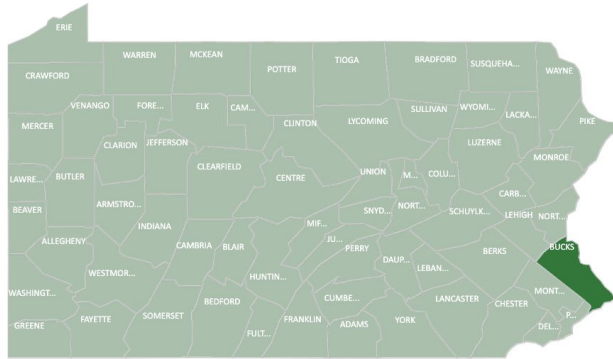 ERIE
WARREN
MCKEAN
POTTER
TIOGA
BRADFORD
SUSQUEHA...
WAYNE
CRAWFORD
VENANGO
FORE...
ELK
CAM...
SULLIVAN
WYOMI...
LACKA...
PIKE
MERCER
CLARION
JEFFERSON
CLINTON
LYCOMING
LUZERNE
MONROE
CLEARFIELD
CENTRE
UNION
M...
COLU...
CARB...
LAWRE...
BUTLER
ARMSTRO...
SNYD...
NORT...
SCHUYLK...
LEHIGH
NORT...
BEAVER
INDIANA
MIF...
ALLEGHENY
CAMBRIA
BLAIR
JU...
PERRY
BERKS
BUCKS
WESTMOR...
HUNTIN...
DAUP...
LEBAN...
WASHINGT...
CUMBE...
LANCASTER
CHESTER
MONT...
GREENE
FAYETTE
SOMERSET
BEDFORD
FULT...
FRANKLIN
ADAMS
YORK
DEL...
P...